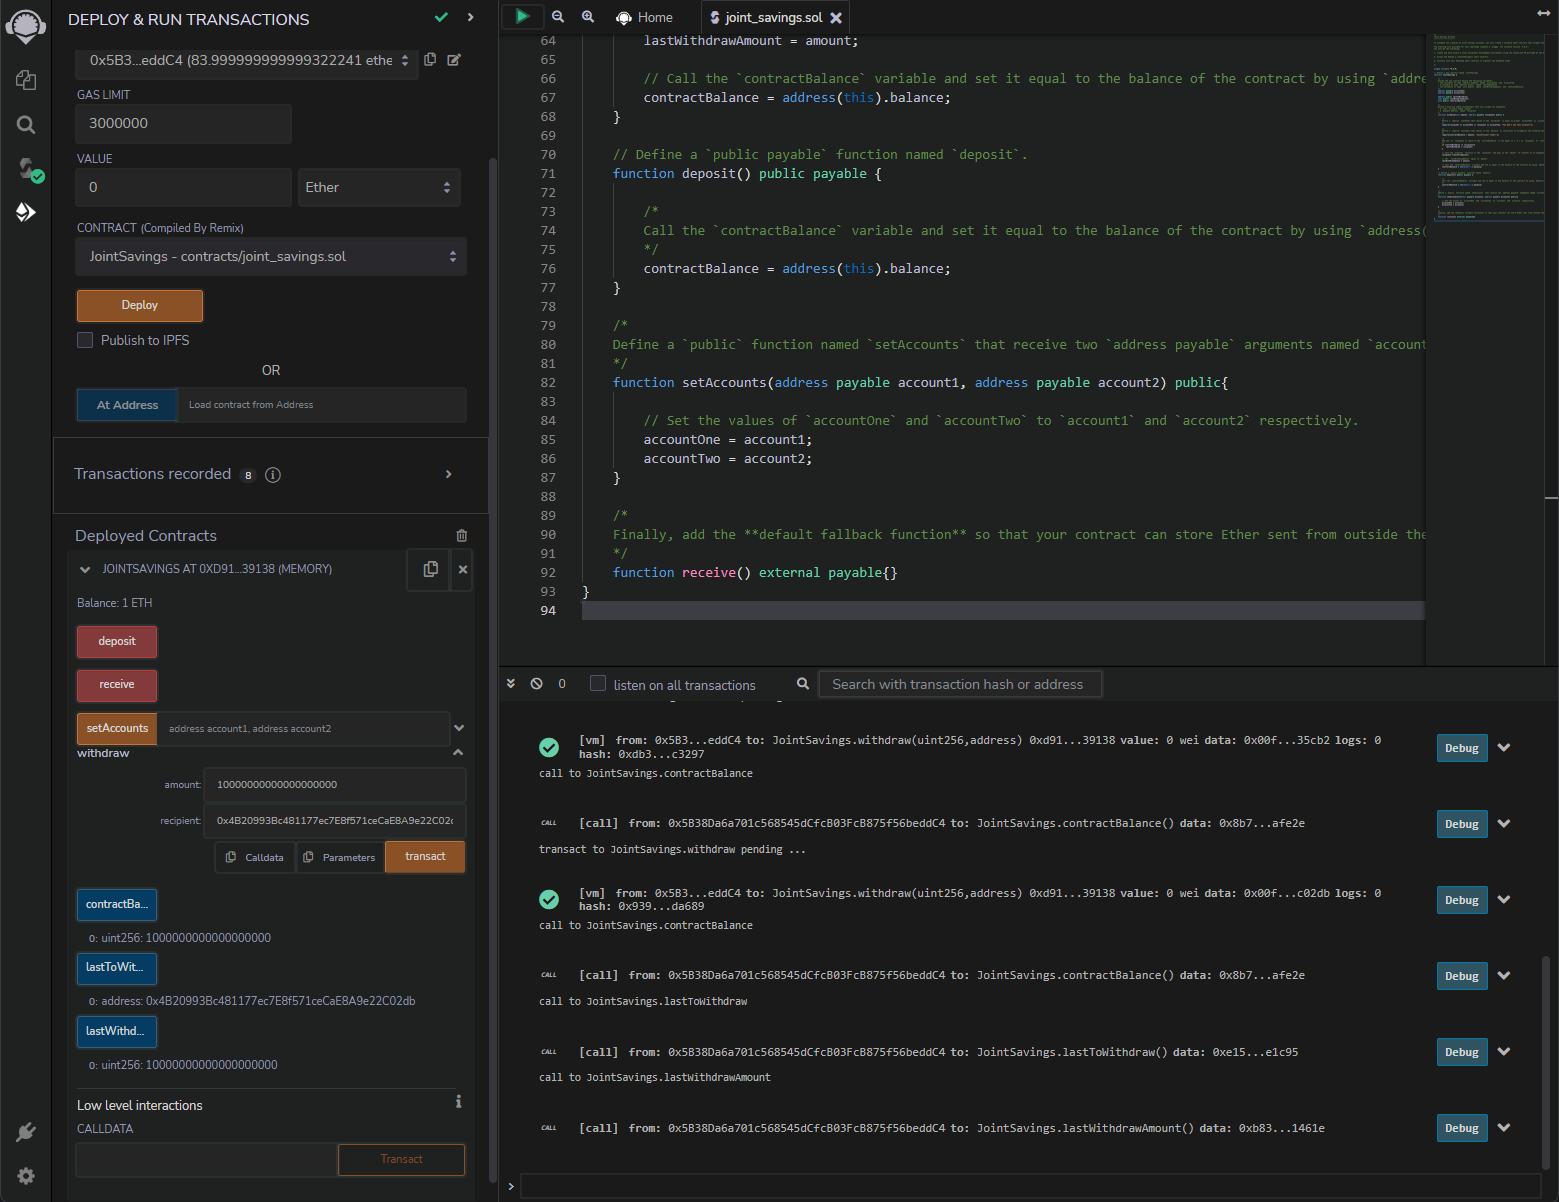 DEPLOY & RUN TRANSACTIONS
0x5B3...eddC4 (83.999999999999322241 ethe
GAS LIMIT
3000000
VALUE
0
Ether
CONTRACT (Compiled By Remix)
JointSavings - contracts/joint_savings.sol
Deploy
Publish to IPFS
OR
At Address
Load contract from Address
Transactions recorded 8
Deployed Contracts
JOINTSAVINGS AT 0XD91...39138 (MEMORY)
Balance: 1 ETH
deposit
receive
setAccounts
address account1, address account2
withdraw
amount:
10000000000000000000
recipient:
0x4B20993Bc481177ec7E8f571ceCaE8A9e22C02
Calldata
Parameters
transact
contractBa...
0: uint256: 1000000000000000000
lastToWit...
0: address: 0x4B20993Bc481177ec7E8f571ceCaE8A9e22C02db
lastWithd...
0: uint256: 10000000000000000000
Low level interactions
CALLDATA
Transact
Home
joint_savings.sol
64 lastWithdrawAmount = amount;
65
66 // Call the `contractBalance` variable and set it equal to the balance of the contract by using `addre
67 contractBalance = address(this).balance;
68 }
69
70 // Define a `public payable` function named `deposit`.
71 function deposit() public payable {
72
73 /*
74 Call the `contractBalance` variable and set it equal to the balance of the contract by using `address(
75 */
76 contractBalance = address(this).balance;
77 }
78
79 /*
80 Define a `public` function named `setAccounts` that receive two `address payable` arguments named `account
81 */
82 function setAccounts(address payable account1, address payable account2) public{
83
84 // Set the values of `accountOne` and `accountTwo` to `account1` and `account2` respectively.
85 accountOne = account1;
86 accountTwo = account2;
87 }
88
89 /*
90 Finally, add the **default fallback function** so that your contract can store Ether sent from outside the
91 */
92 function receive() external payable{}
93 }
94
0
listen on all transactions
Search with transaction hash or address
[vm] from: 0x5B3...eddC4 to: JointSavings.withdraw(uint256,address) 0xd91...39138 value: 0 wei data: 0x00f...35cb2 logs: 0
hash: 0xdb3...c3297
Debug
call to JointSavings.contractBalance
CALL [call] from: 0x5B38Da6a701c568545dCfcB03FcB875f56beddC4 to: JointSavings.contractBalance() data: 0x8b7...afe2e
Debug
transact to JointSavings.withdraw pending ...
[vm] from: 0x5B3...eddC4 to: JointSavings.withdraw(uint256,address) 0xd91...39138 value: 0 wei data: 0x00f...c02db logs: 0
hash: 0x939...da689
Debug
call to JointSavings.contractBalance
CALL [call] from: 0x5B38Da6a701c568545dCfcB03FcB875f56beddC4 to: JointSavings.contractBalance() data: 0x8b7...afe2e
Debug
call to JointSavings.lastToWithdraw
CALL [call] from: 0x5B38Da6a701c568545dCfcB03FcB875f56beddC4 to: JointSavings.lastToWithdraw() data: 0xe15...e1c95
Debug
call to JointSavings.lastWithdrawAmount
CALL [call] from: 0x5B38Da6a701c568545dCfcB03FcB875f56beddC4 to: JointSavings.lastWithdrawAmount() data: 0xb83...1461e
Debug
>